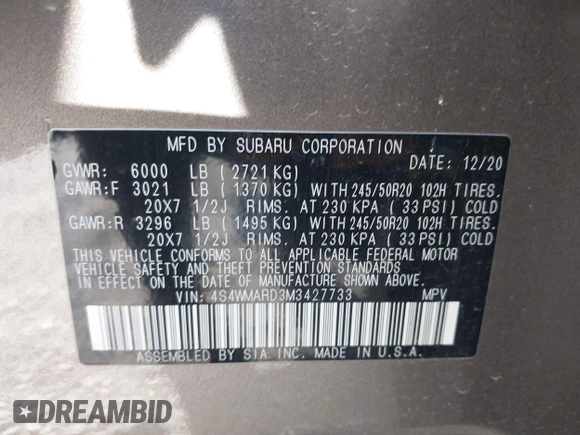 MFD BY SUBARU CORPORATION DATE: 12/20
GVWR: 6000 LB (2721 KG)
GAWR:F 3021 LB (1370 KG) WITH 245/50R20 102H TIRES.
20X7 1/2J RIMS. AT 230 KPA (33 PSI) COLD
GAWR:R 3296 LB (1495 KG) WITH 245/50R20 102H TIRES.
20X7 1/2J RIMS. AT 230 KPA (33 PSI) COLD
THIS VEHICLE CONFORMS TO ALL APPLICABLE FEDERAL MOTOR
VEHICLE SAFETY AND THEFT PREVENTION STANDARDS
IN EFFECT ON THE DATE OF MANUFACTURE SHOWN ABOVE.
VIN: 4S4WMARD3M3427733 MPV
ASSEMBLED BY SIA INC. MADE IN U.S.A.
DREAMBID